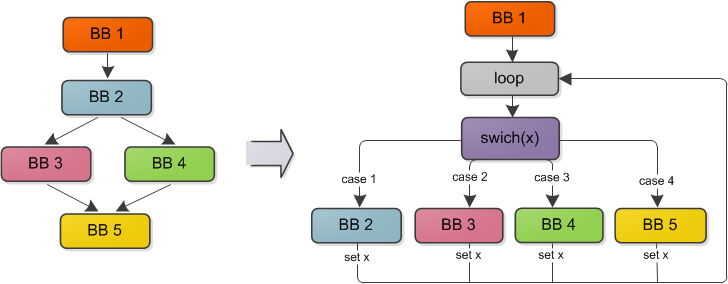 BB 1
BB 2
BB 3
BB 4
BB 5
BB 1
loop
swich(x)
case 1
case 2
case 3
case 4
BB 2
BB 3
BB 4
BB 5
set x
set x
set x
set x